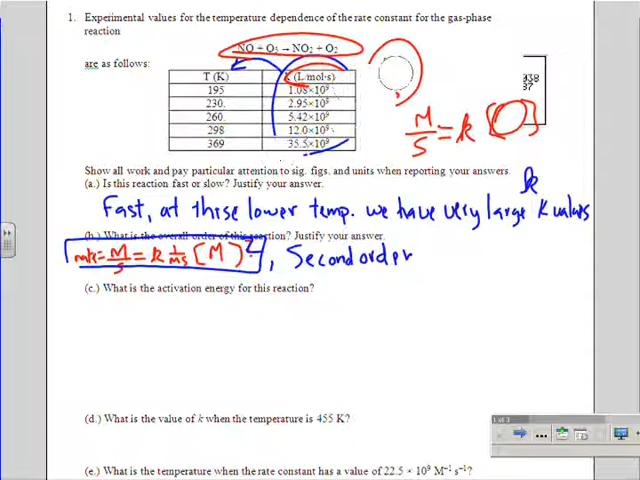 1. Experimental values for the temperature dependence of the rate constant for the gas-phase
reaction
NO + O₃ → NO₂ + O₂
are as follows:
T (K) k (L/mol·s)
195 1.08×10⁹
230. 2.95×10⁹
260. 5.42×10⁹
298 12.0×10⁹
369 35.5×10⁹
M/S = k
Show all work and pay particular attention to sig. figs. and units when reporting your answers.
(a.) Is this reaction fast or slow? Justify your answer.
k
Fast, at thise lower temp. we have very large k values
(b.) What is the overall order of this reaction? Justify your answer.
rate = M/S = k 1/MS [M]², Second order
(c.) What is the activation energy for this reaction?
(d.) What is the value of k when the temperature is 455 K?
1 of 3
(e.) What is the temperature when the rate constant has a value of 22.5 × 10⁹ M⁻¹ s⁻¹?